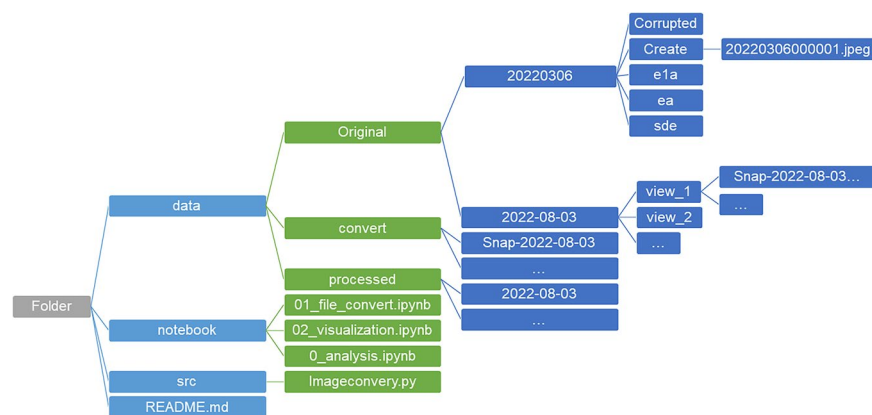 Corrupted
Create
20220306000001.jpeg
20220306
e1a
ea
sde
Original
Snap-2022-08-03...
view_1
data
...
2022-08-03
view_2
convert
Snap-2022-08-03
...
...
processed
2022-08-03
Folder
01_file_convert.ipynb
...
notebook
02_visualization.ipynb
0_analysis.ipynb
src
Imageconvery.py
README.md